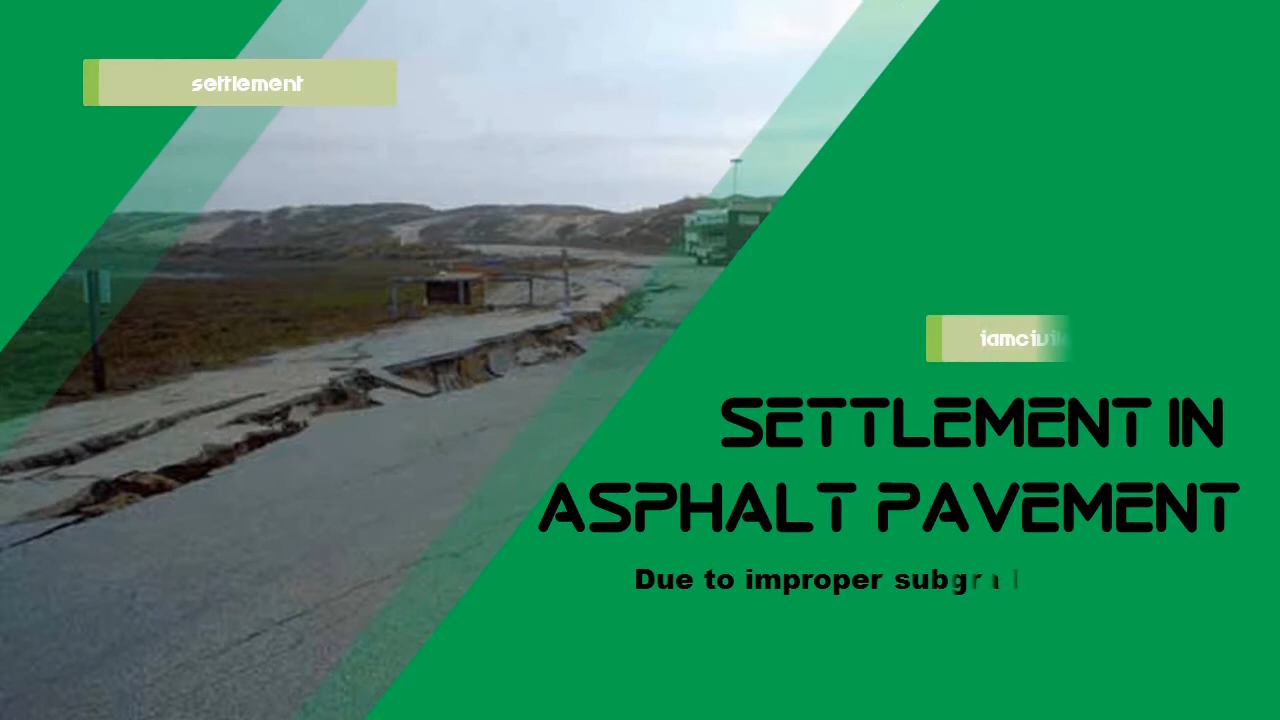 settlement
SETTLEMENT IN
ASPHALT PAVEMENT
Due to improper